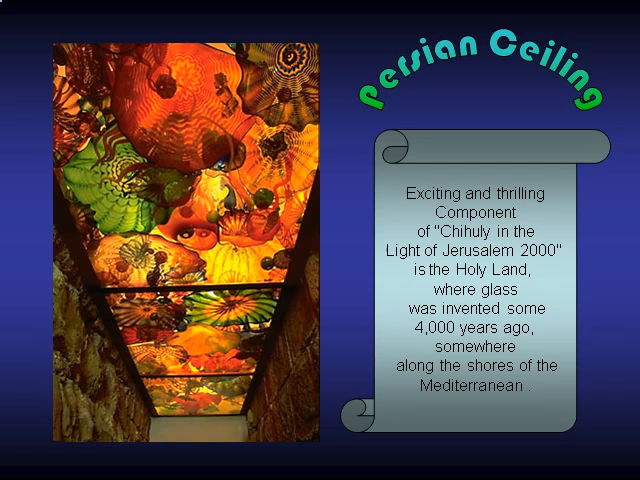 Persian Ceiling
Exciting and thrilling
Component
of "Chihuly in the
Light of Jerusalem 2000"
is the Holy Land,
where glass
was invented some
4,000 years ago,
somewhere
along the shores of the
Mediterranean .